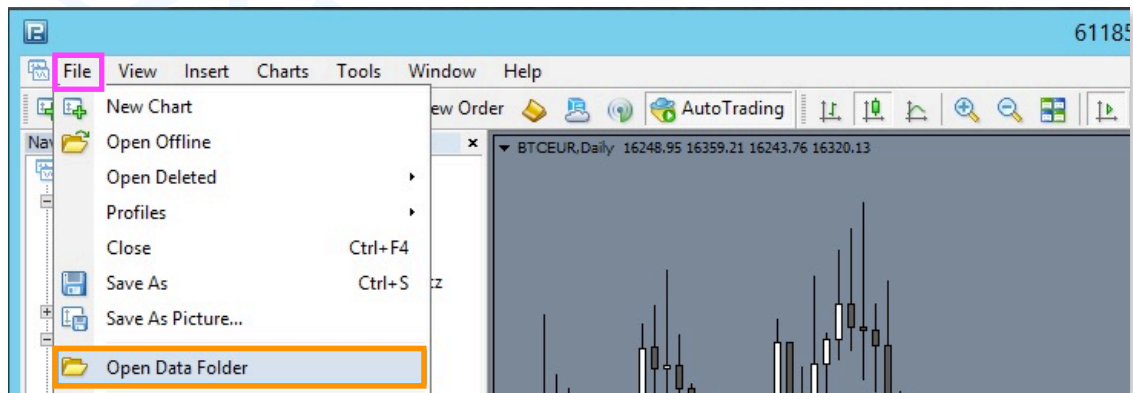 61185
File View Insert Charts Tools Window Help
New Chart
ew Order
AutoTrading
Nav
Open Offline
BTCEUR,Daily 16248.95 16359.21 16243.76 16320.13
Open Deleted
Profiles
Close Ctrl+F4
Save As Ctrl+S
cz
Save As Picture...
Open Data Folder